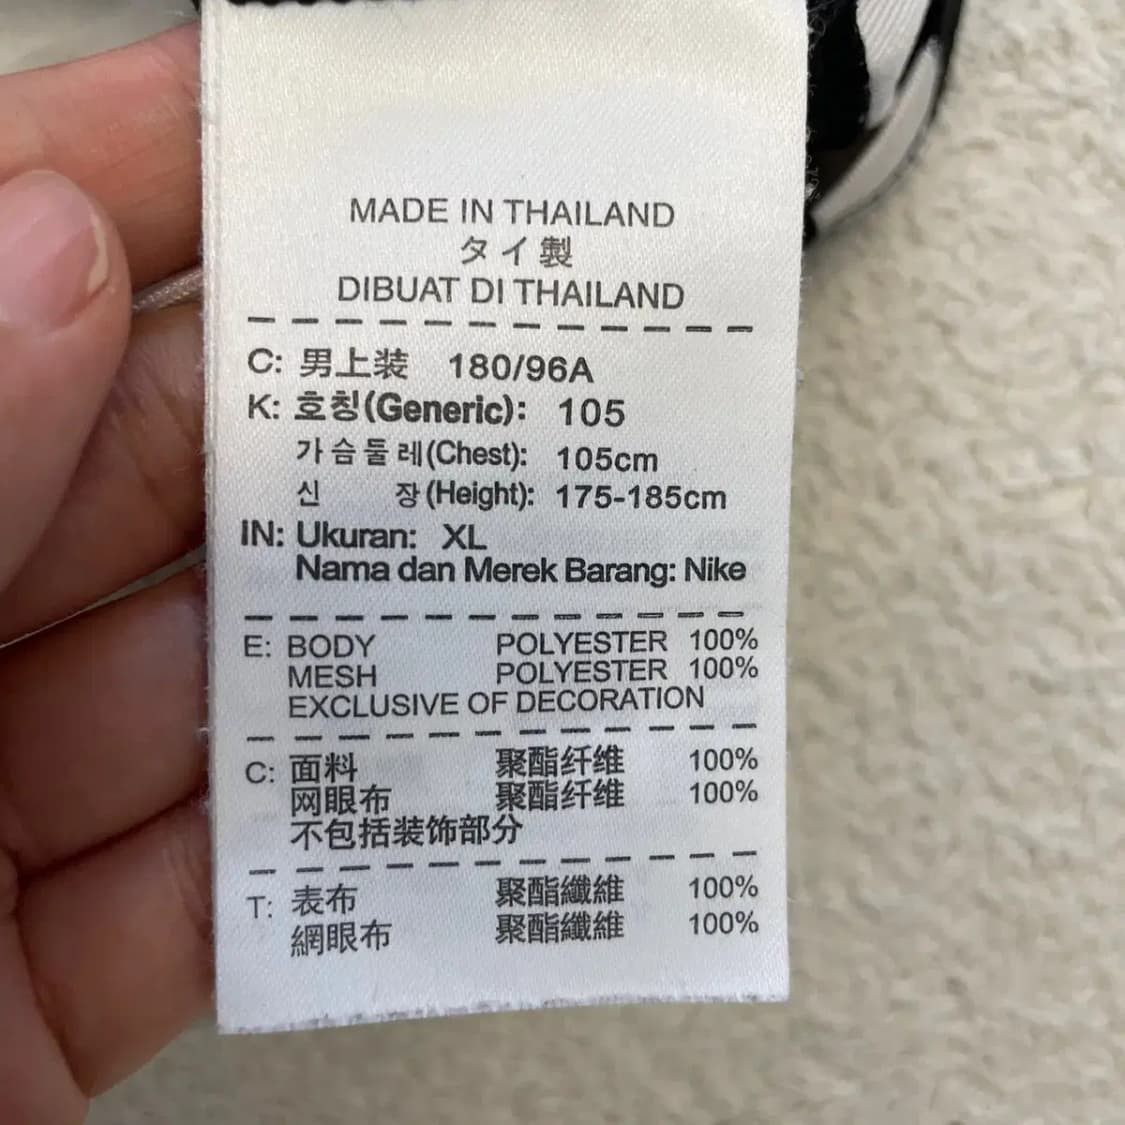 MADE IN THAILAND
タイ製
DIBUAT DI THAILAND
C: 男上装 180/96A
K: 호칭(Generic): 105
가슴둘레(Chest): 105cm
신 장(Height): 175-185cm
IN: Ukuran: XL
Nama dan Merek Barang: Nike
E: BODY POLYESTER 100%
MESH POLYESTER 100%
EXCLUSIVE OF DECORATION
C: 面料 聚酯纤维 100%
网眼布 聚酯纤维 100%
不包括装饰部分
T: 表布 聚酯纖維 100%
網眼布 聚酯纖維 100%